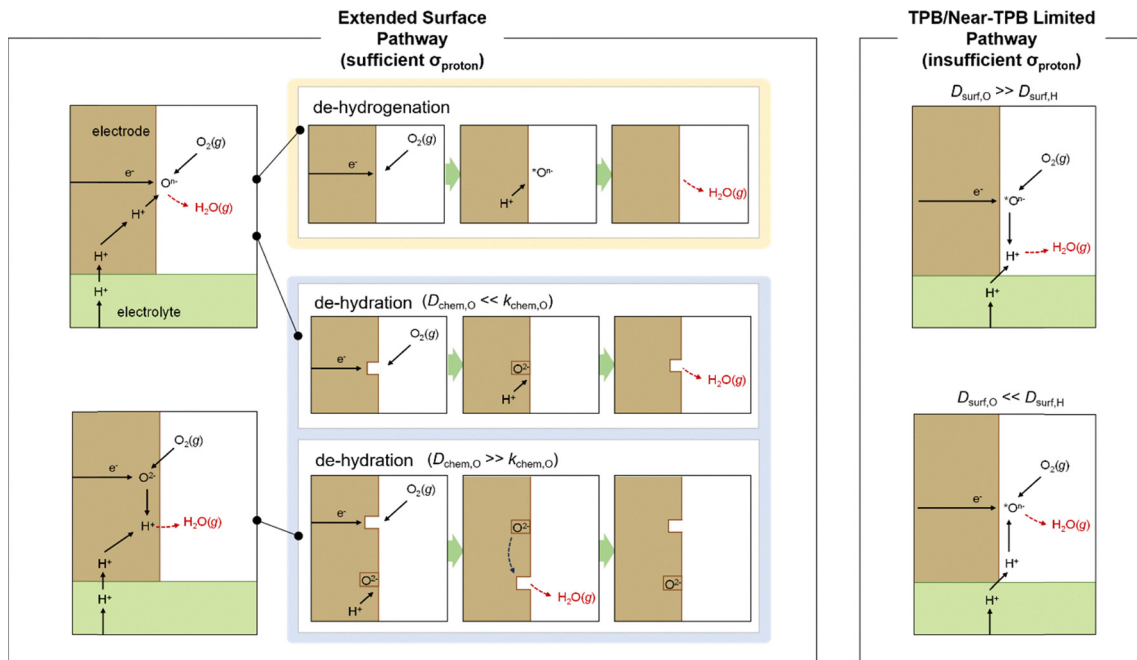 Extended Surface
Pathway
(sufficient σproton)
electrode
O2(g)
e-
On-
H2O(g)
H+
H+
H+
electrolyte
O2(g)
e-
O2-
H+
H2O(g)
H+
H+
de-hydrogenation
O2(g)
e-
*On-
H+
H2O(g)
de-hydration (Dchem,O << kchem,O)
O2(g)
e-
O2-
H+
H2O(g)
de-hydration (Dchem,O >> kchem,O)
O2(g)
e-
O2-
H+
O2-
H2O(g)
O2-
TPB/Near-TPB Limited
Pathway
(insufficient σproton)
Dsurf,O >> Dsurf,H
O2(g)
e-
*On-
H+
H2O(g)
H+
Dsurf,O << Dsurf,H
O2(g)
e-
*On-
H2O(g)
H+
H+